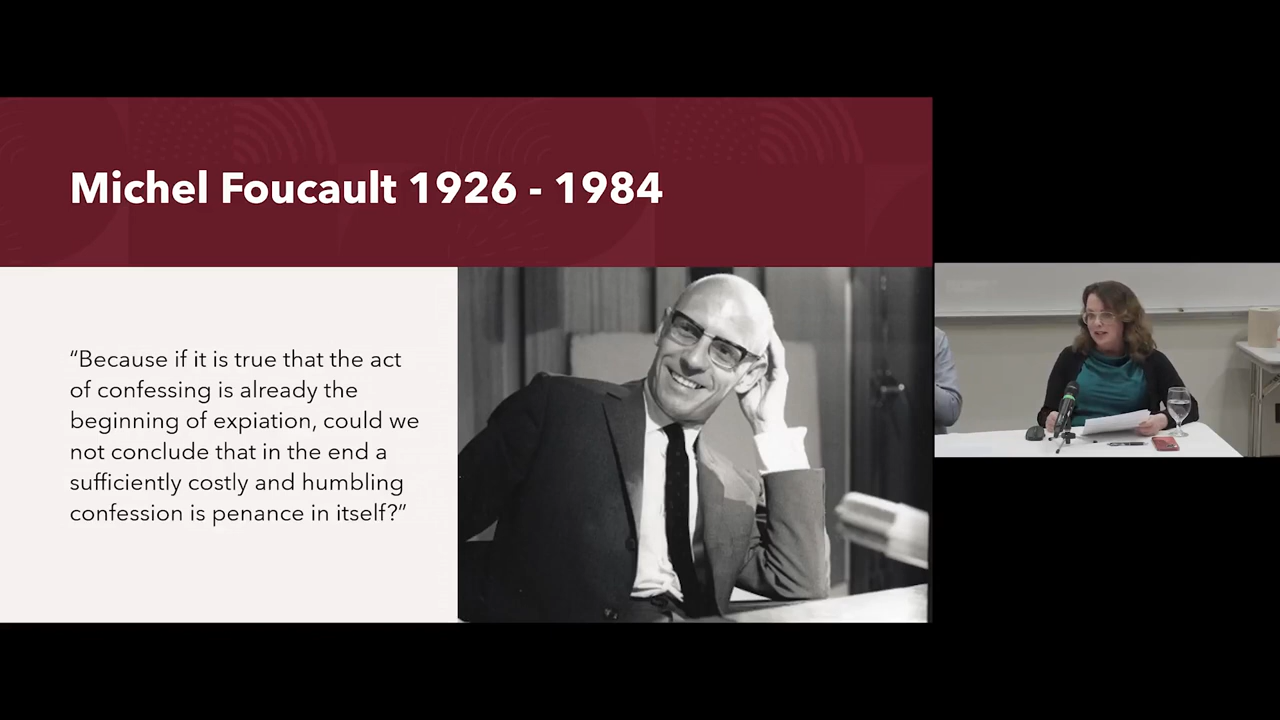 Michel Foucault 1926 - 1984
“Because if it is true that the act
of confessing is already the
beginning of expiation, could we
not conclude that in the end a
sufficiently costly and humbling
confession is penance in itself?”